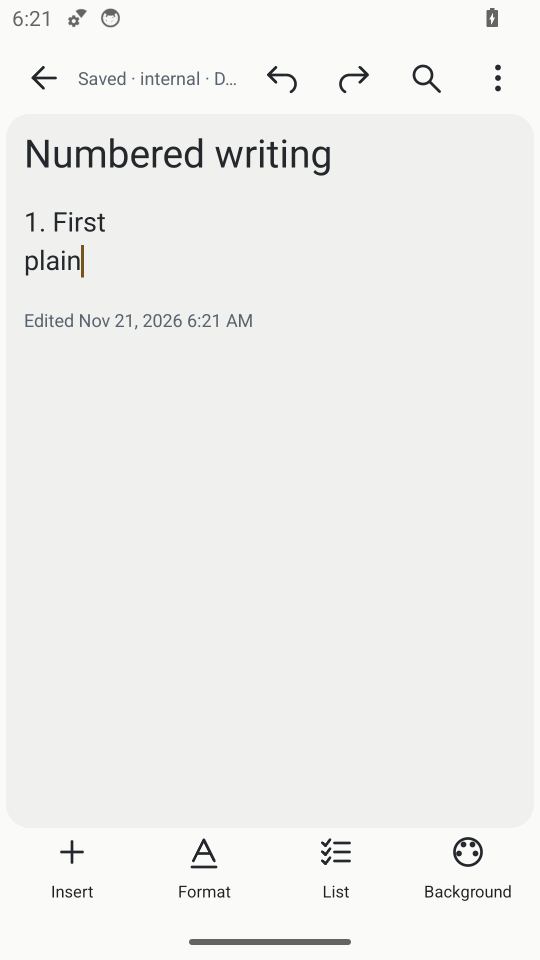 6:21
Saved · internal · D…
Numbered writing
1. First
plain
Edited Nov 21, 2026 6:21 AM
Insert
Format
List
Background